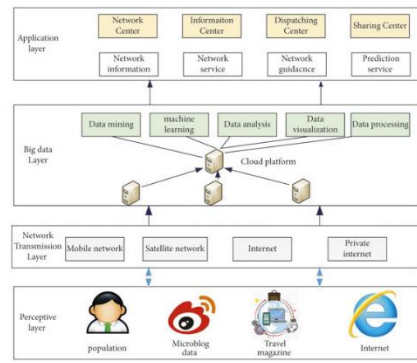 Application
layer
Network
Center
Informaiton
Center
Dispatching
Center
Sharing Center
Network
information
Network
service
Network
guidacnce
Prediction
service
Big data
Layer
Data mining
machine
learning
Data analysis
Data
visualization
Data processing
Cloud platform
Network
Transmission
Layer
Mobile network
Satellite network
Internet
Private
internet
Perceptive
layer
population
Microblog
data
Travel
magazine
Internet